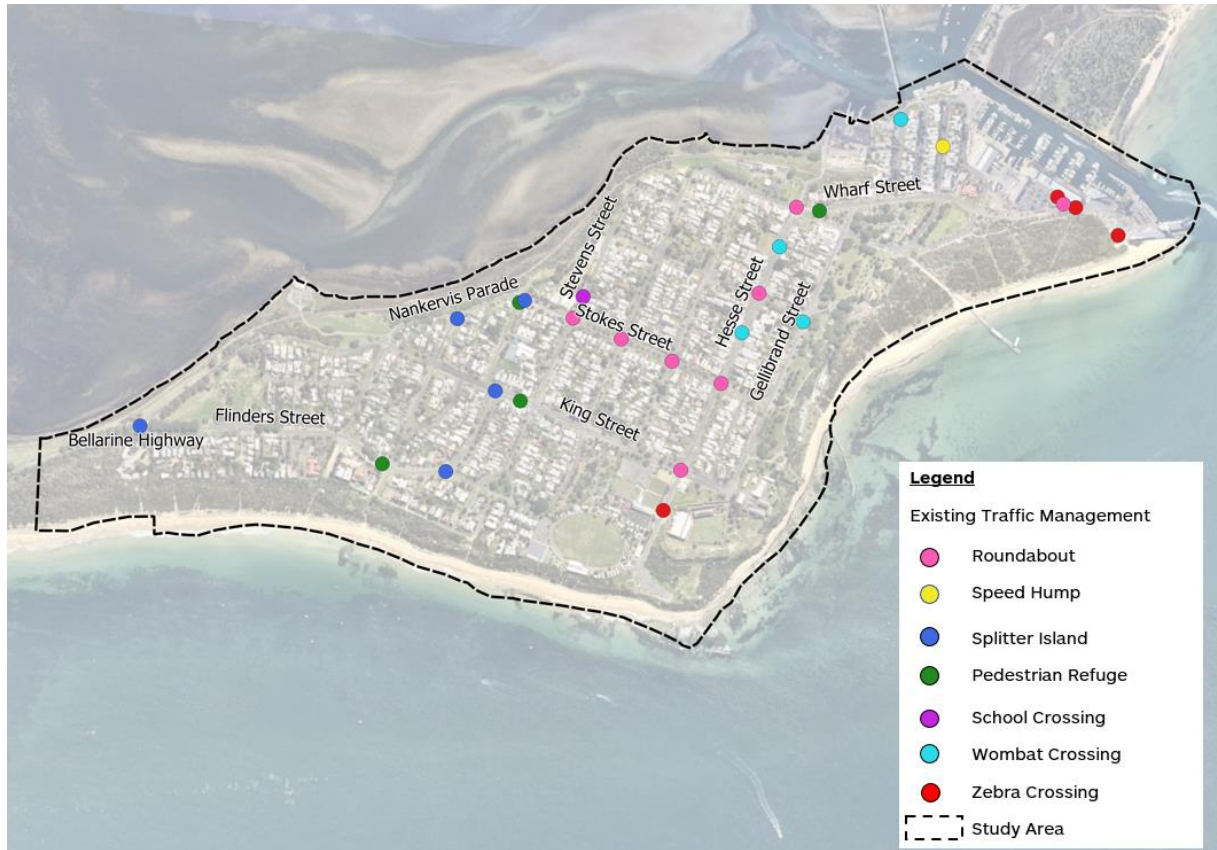 Wharf Street
Stevens Street
Nankervis Parade
Stokes Street
Hesse Street
Gellibrand Street
Flinders Street
King Street
Bellarine Highway
Legend
Existing Traffic Management
Roundabout
Speed Hump
Splitter Island
Pedestrian Refuge
School Crossing
Wombat Crossing
Zebra Crossing
Study Area